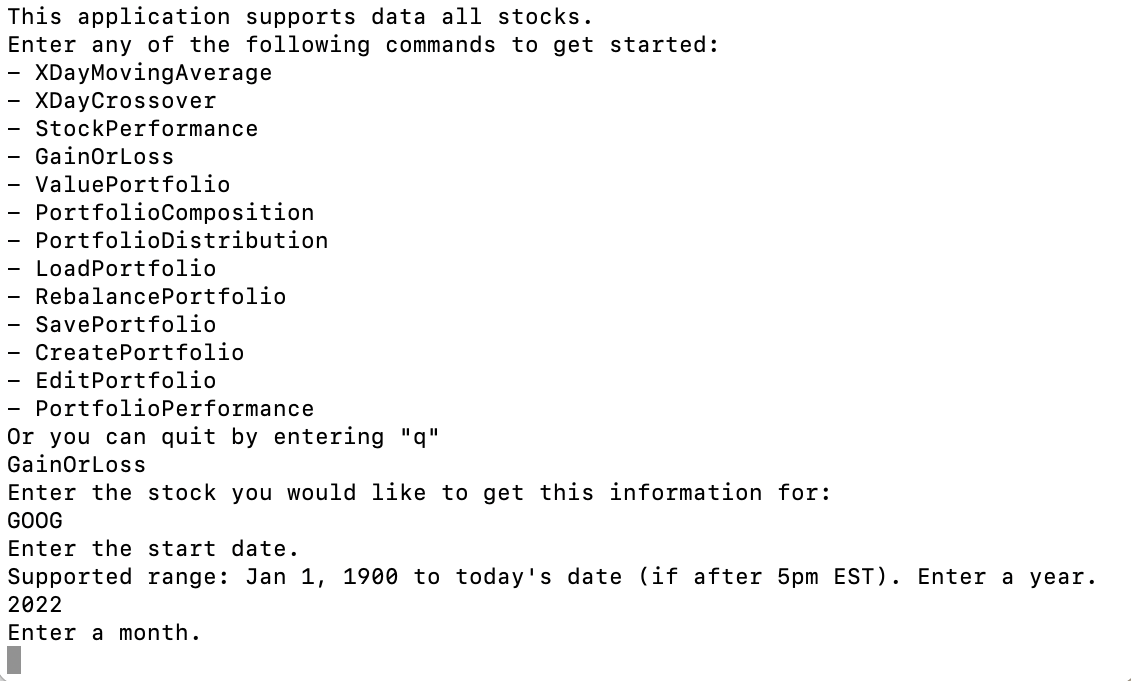 This application supports data all stocks.
Enter any of the following commands to get started:
- XDayMovingAverage
- XDayCrossover
- StockPerformance
- GainOrLoss
- ValuePortfolio
- PortfolioComposition
- PortfolioDistribution
- LoadPortfolio
- RebalancePortfolio
- SavePortfolio
- CreatePortfolio
- EditPortfolio
- PortfolioPerformance
Or you can quit by entering "q"
GainOrLoss
Enter the stock you would like to get this information for:
GOOG
Enter the start date.
Supported range: Jan 1, 1900 to today's date (if after 5pm EST). Enter a year.
2022
Enter a month.